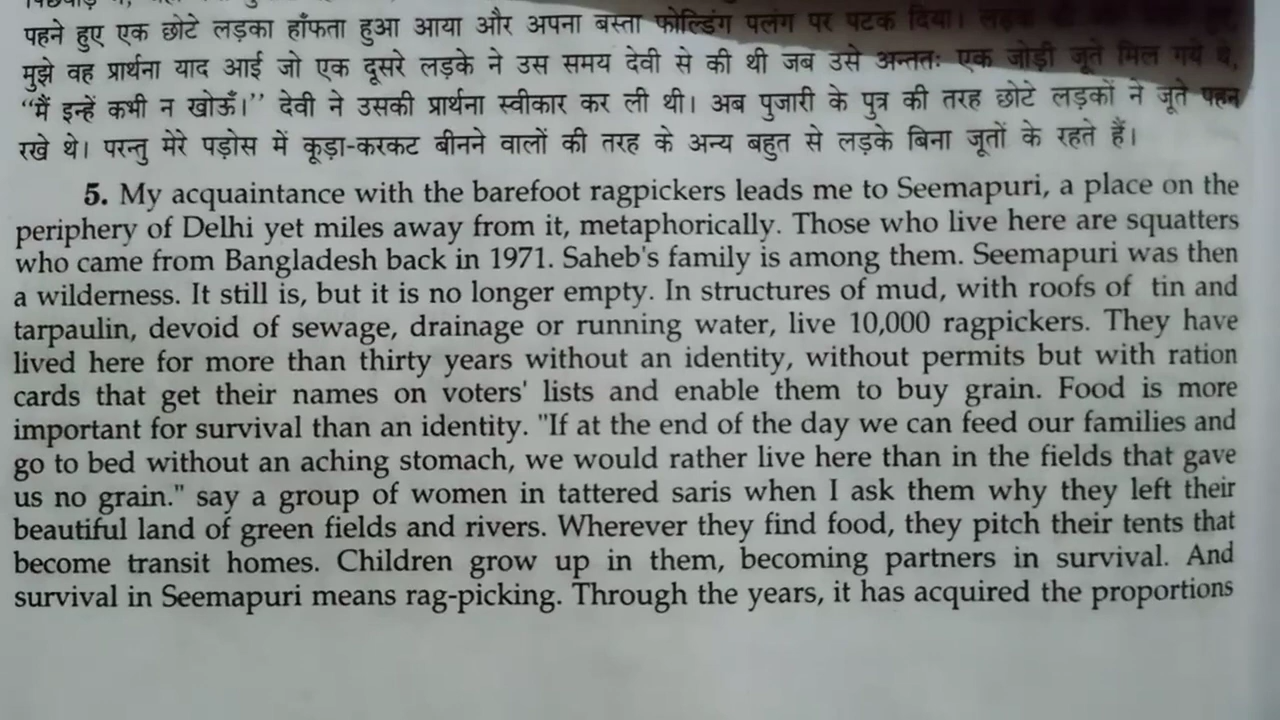 पहने हुए एक छोटे लड़का हाँफता हुआ आया और अपना बस्ता फोल्डिंग पलंग पर पटक दिया।
मुझे वह प्रार्थना याद आई जो एक दूसरे लड़के ने उस समय देवी से की थी जब उसे अन्ततः एक जोड़ी जूते मिल गये थे,
“मैं इन्हें कभी न खोऊँ।” देवी ने उसकी प्रार्थना स्वीकार कर ली थी। अब पुजारी के पुत्र की तरह छोटे लड़कों ने जूते पहन
रखे थे। परन्तु मेरे पड़ोस में कूड़ा-करकट बीनने वालों की तरह के अन्य बहुत से लड़के बिना जूतों के रहते हैं।
5. My acquaintance with the barefoot ragpickers leads me to Seemapuri, a place on the
periphery of Delhi yet miles away from it, metaphorically. Those who live here are squatters
who came from Bangladesh back in 1971. Saheb's family is among them. Seemapuri was then
a wilderness. It still is, but it is no longer empty. In structures of mud, with roofs of tin and
tarpaulin, devoid of sewage, drainage or running water, live 10,000 ragpickers. They have
lived here for more than thirty years without an identity, without permits but with ration
cards that get their names on voters' lists and enable them to buy grain. Food is more
important for survival than an identity. "If at the end of the day we can feed our families and
go to bed without an aching stomach, we would rather live here than in the fields that gave
us no grain." say a group of women in tattered saris when I ask them why they left their
beautiful land of green fields and rivers. Wherever they find food, they pitch their tents that
become transit homes. Children grow up in them, becoming partners in survival. And
survival in Seemapuri means rag-picking. Through the years, it has acquired the proportions